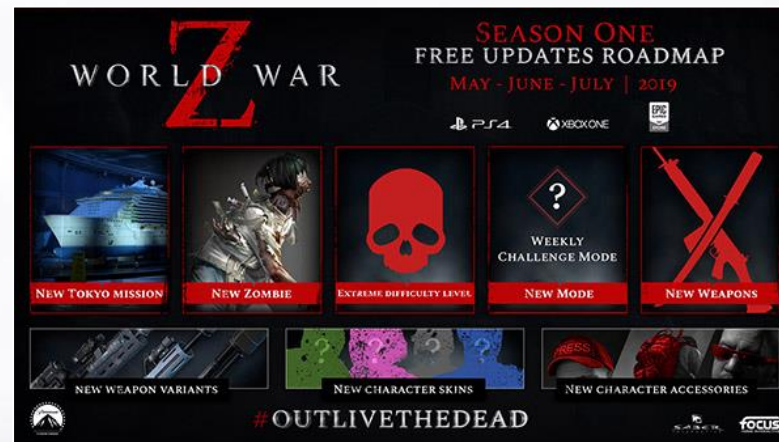 WORLD WAR
Z
SEASON ONE
FREE UPDATES ROADMAP
MAY - JUNE - JULY | 2019
PS4
XBOX ONE
EPIC
GAMES
NEW TOKYO MISSION
NEW ZOMBIE
EXTREME DIFFICULTY LEVEL
?
WEEKLY
CHALLENGE MODE
NEW MODE
NEW WEAPONS
NEW WEAPON VARIANTS
? ? ? ?
NEW CHARACTER SKINS
PRESS
NEW CHARACTER ACCESSORIES
Paramount
#OUTLIVETHEDEAD
SABER
FOCUS